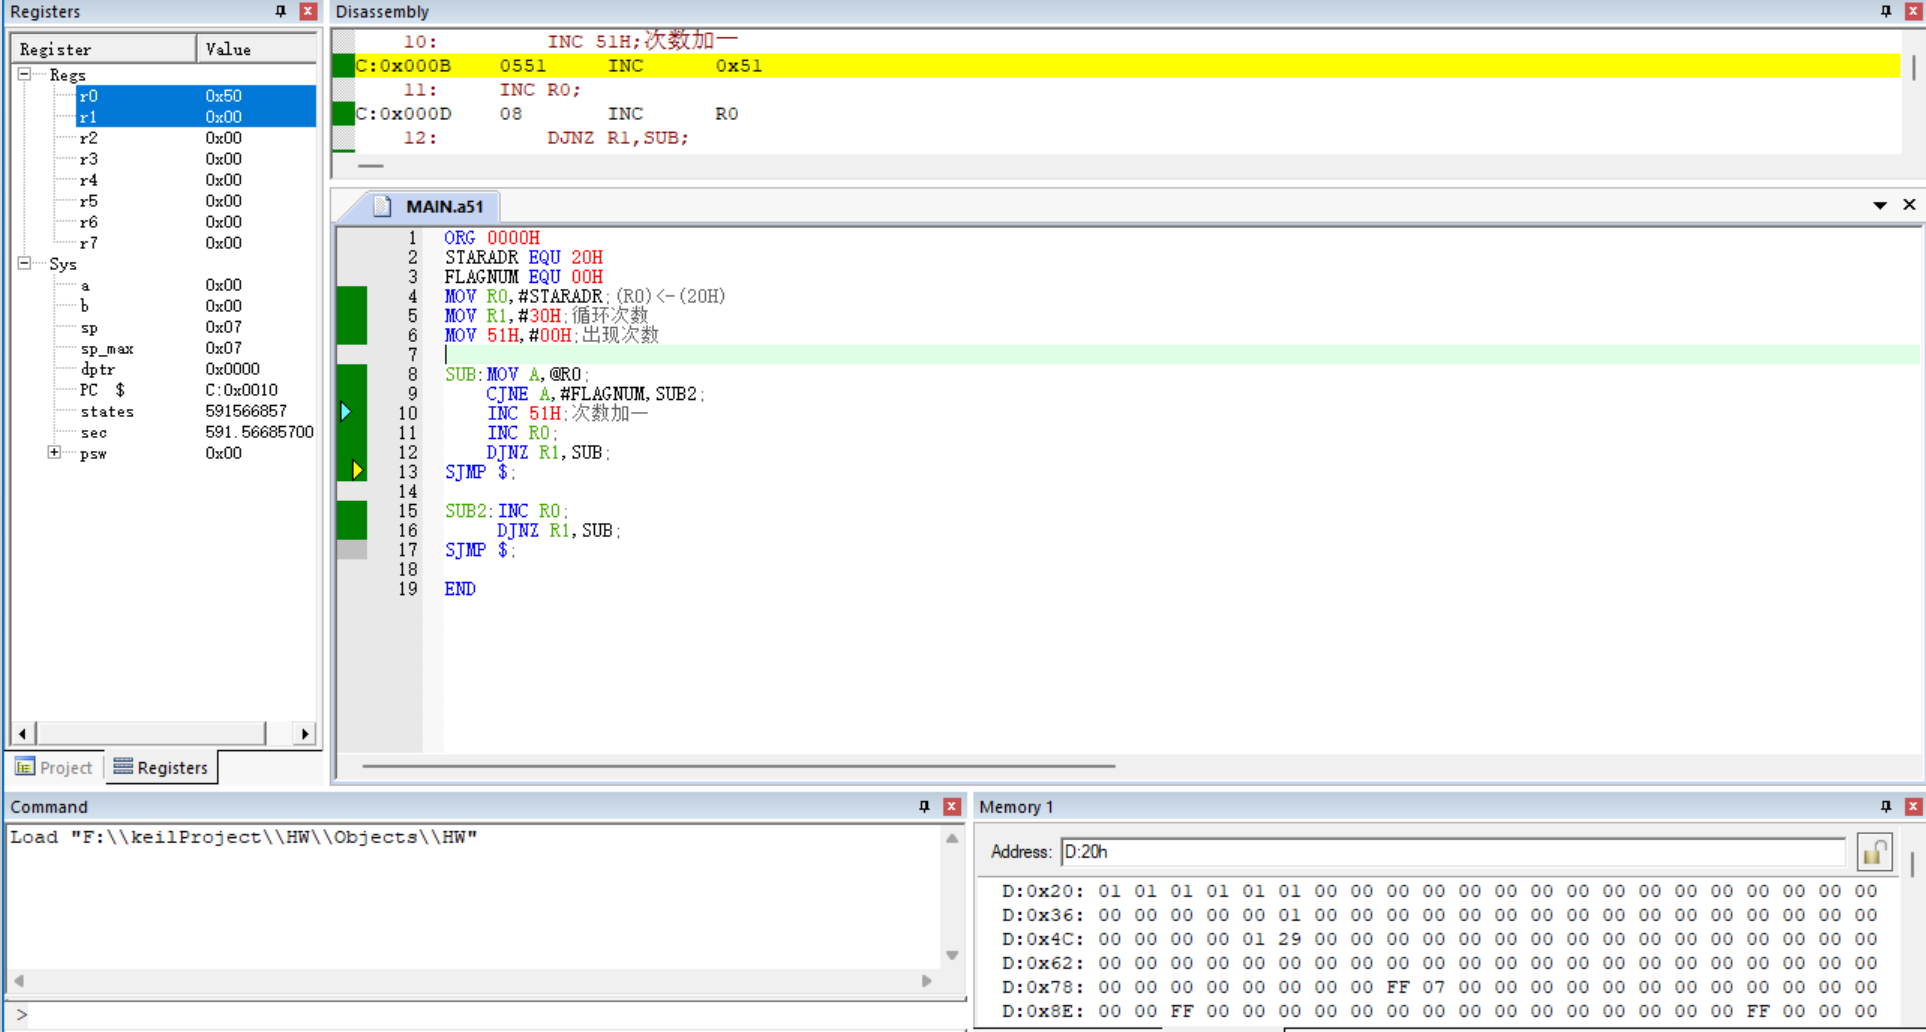 Registers
Register Value
Regs
r0 0x50
r1 0x00
r2 0x00
r3 0x00
r4 0x00
r5 0x00
r6 0x00
r7 0x00
Sys
a 0x00
b 0x00
sp 0x07
sp_max 0x07
dptr 0x0000
PC $ C:0x0010
states 591566857
sec 591.56685700
psw 0x00
Project Registers
Disassembly
10: INC 51H;次数加一
C:0x000B 0551 INC 0x51
11: INC R0;
C:0x000D 08 INC R0
12: DJNZ R1,SUB;
MAIN.a51
1 ORG 0000H
2 STARADR EQU 20H
3 FLAGNUM EQU 00H
4 MOV R0,#STARADR;(R0)<-(20H)
5 MOV R1,#30H;循环次数
6 MOV 51H,#00H;出现次数
7
8 SUB:MOV A,@R0;
9 CJNE A,#FLAGNUM,SUB2;
10 INC 51H;次数加一
11 INC R0;
12 DJNZ R1,SUB;
13 SJMP $;
14
15 SUB2:INC R0;
16 DJNZ R1,SUB;
17 SJMP $;
18
19 END
Command
Load "F:\\keilProject\\HW\\Objects\\HW"
>
Memory 1
Address: D:20h
D:0x20: 01 01 01 01 01 01 00 00 00 00 00 00 00 00 00 00 00 00 00 00 00 00
D:0x36: 00 00 00 00 00 01 00 00 00 00 00 00 00 00 00 00 00 00 00 00 00 00
D:0x4C: 00 00 00 00 01 29 00 00 00 00 00 00 00 00 00 00 00 00 00 00 00 00
D:0x62: 00 00 00 00 00 00 00 00 00 00 00 00 00 00 00 00 00 00 00 00 00 00
D:0x78: 00 00 00 00 00 00 00 00 FF 07 00 00 00 00 00 00 00 00 00 00 00 00
D:0x8E: 00 00 FF 00 00 00 00 00 00 00 00 00 00 00 00 00 00 00 FF 00 00 00